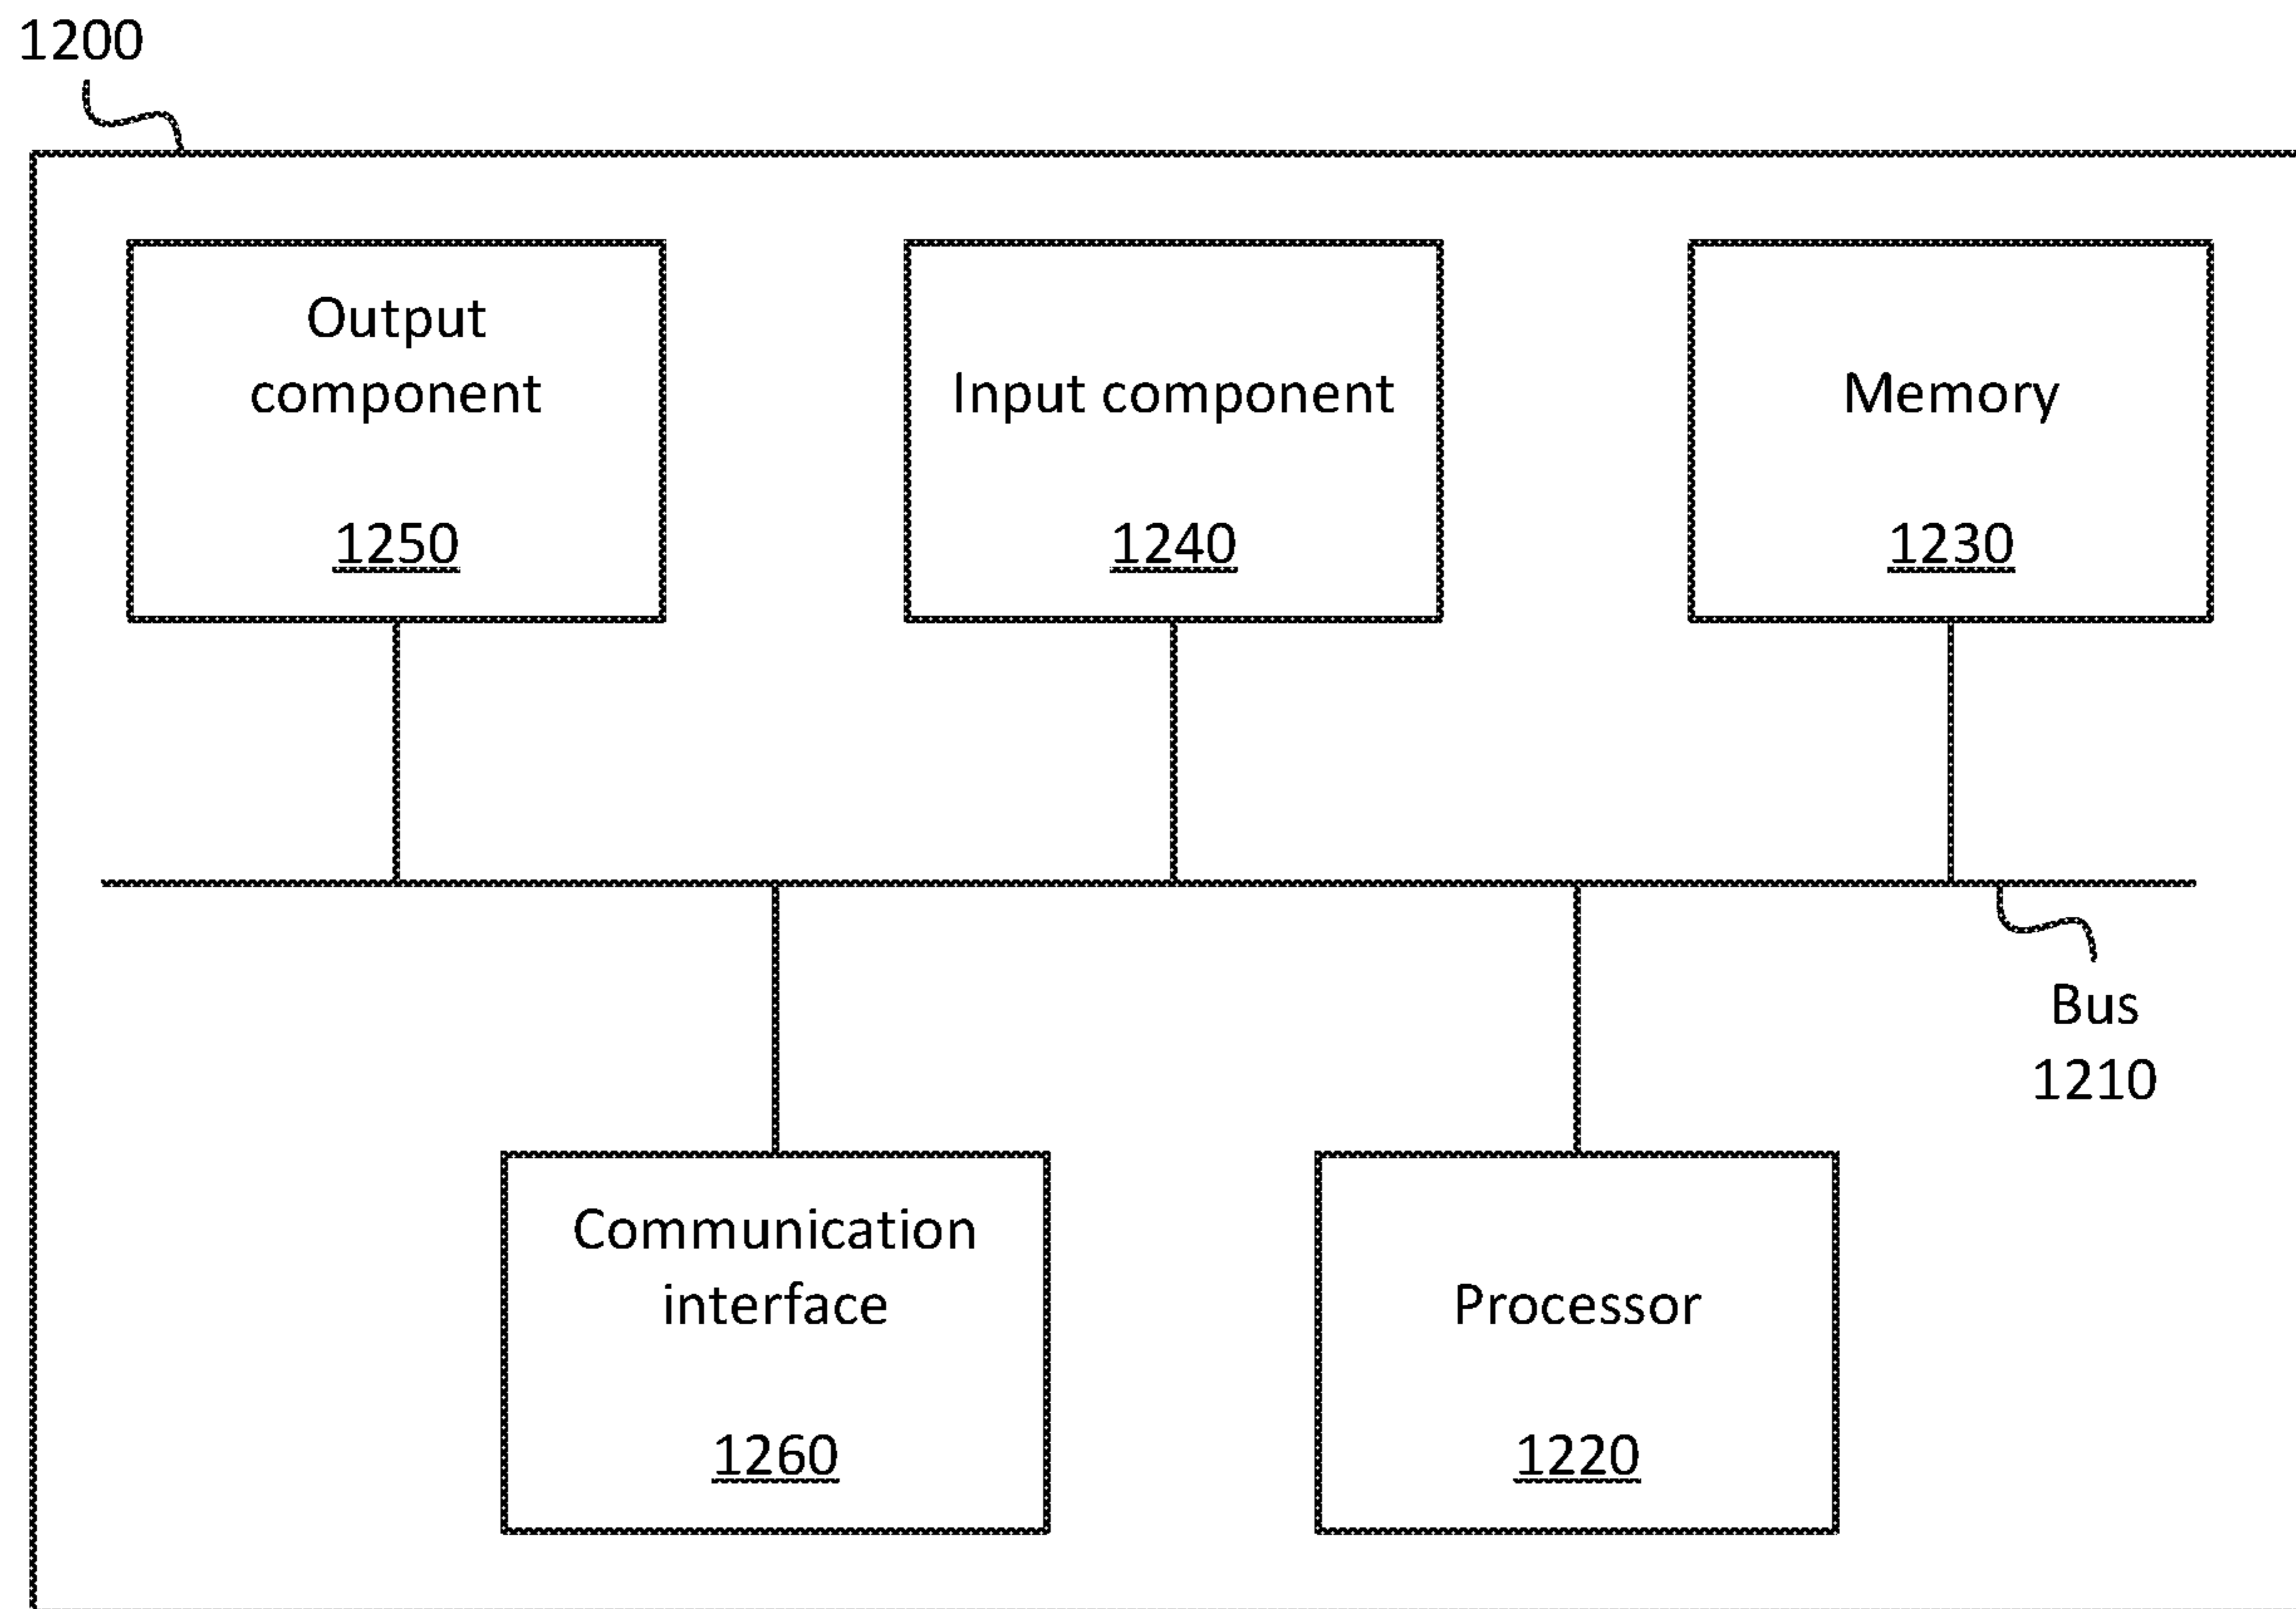 1200
Output
component
1250
Input component
1240
Memory
1230
Bus
1210
Communication
interface
1260
Processor
1220